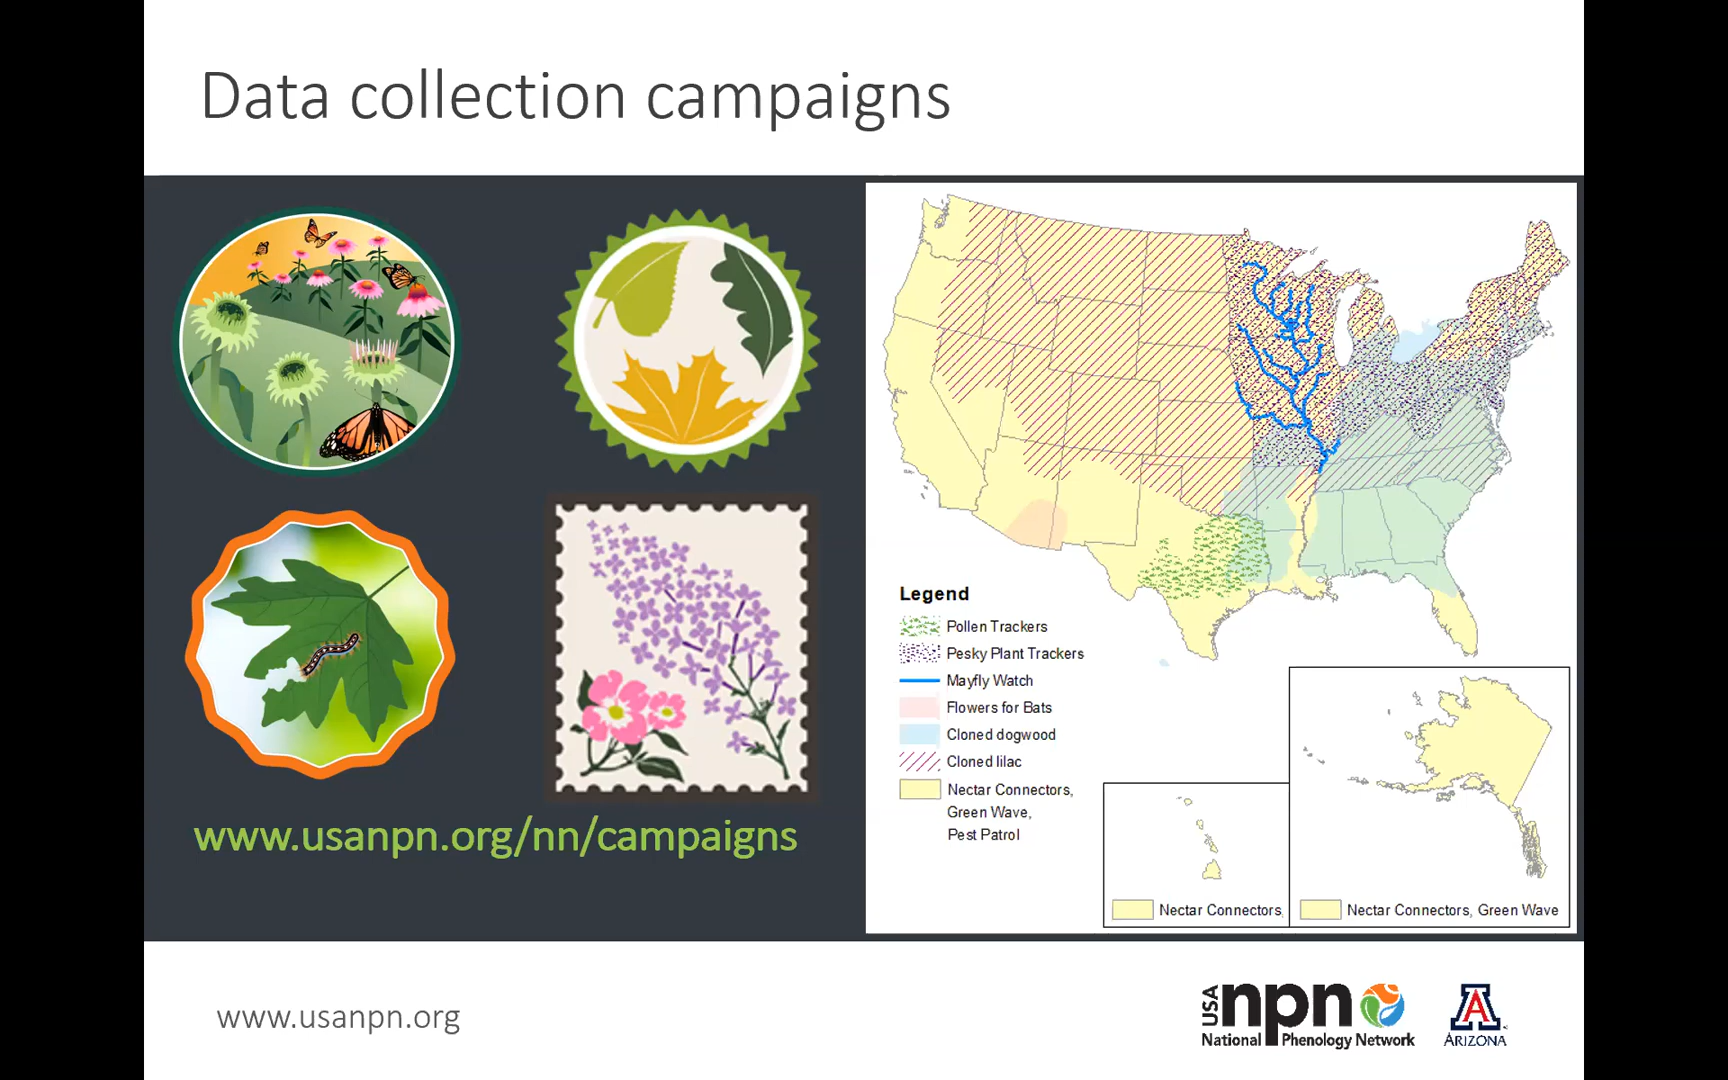 Data collection campaigns
www.usanpn.org/nn/campaigns
Legend
Pollen Trackers
Pesky Plant Trackers
Mayfly Watch
Flowers for Bats
Cloned dogwood
Cloned lilac
Nectar Connectors,
Green Wave,
Pest Patrol
Nectar Connectors,
Nectar Connectors, Green Wave
www.usanpn.org
USA npn
National Phenology Network
A
ARIZONA